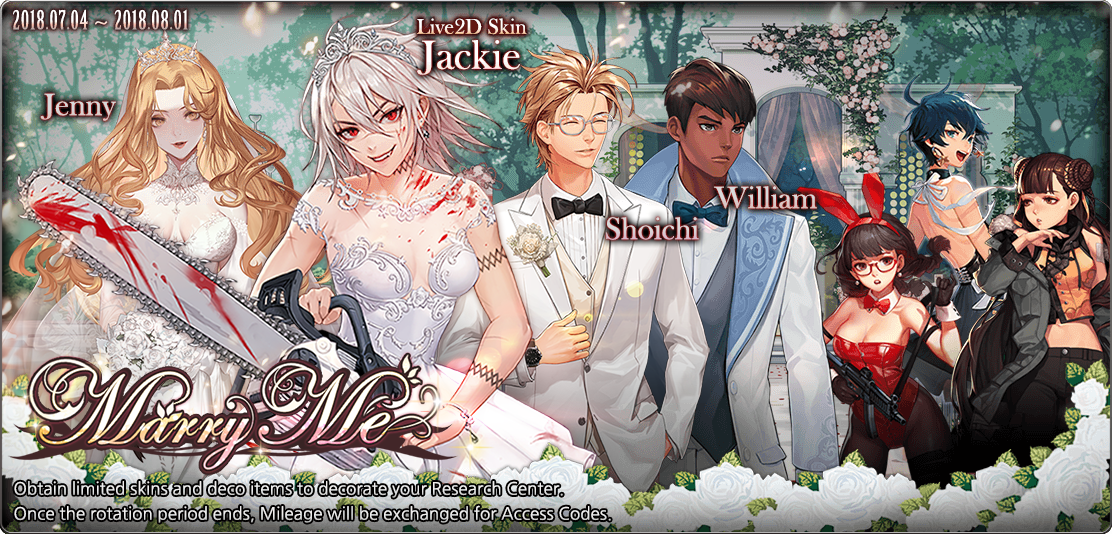 2018.07.04 ~ 2018.08.01
Live2D Skin
Jackie
Jenny
William
Shoichi
Marry Me
Obtain limited skins and deco items to decorate your Research Center.
Once the rotation period ends, Mileage will be exchanged for Access Codes.